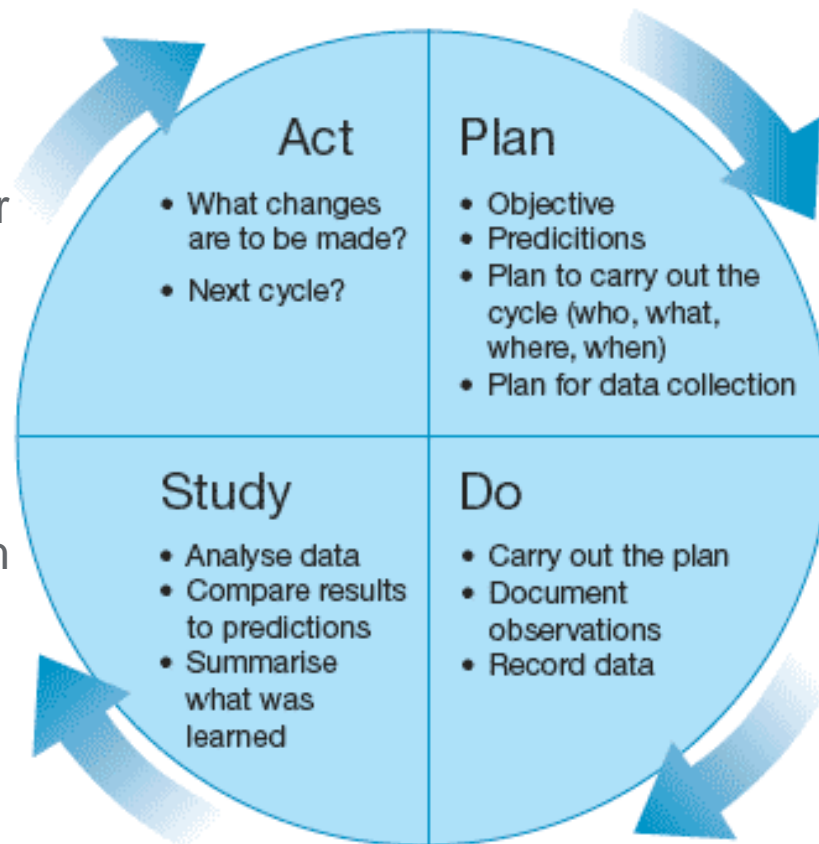 Act
• What changes
are to be made?
• Next cycle?
Plan
• Objective
• Predicitions
• Plan to carry out the
cycle (who, what,
where, when)
• Plan for data collection
Study
• Analyse data
• Compare results
to predictions
• Summarise
what was
learned
Do
• Carry out the plan
• Document
observations
• Record data